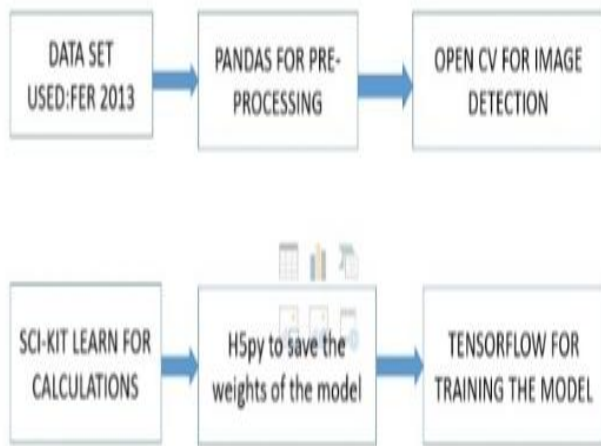 DATA SET
USED:FER 2013
PANDAS FOR PRE-
PROCESSING
OPEN CV FOR IMAGE
DETECTION
SCI-KIT LEARN FOR
CALCULATIONS
H5py to save the
weights of the model
TENSORFLOW FOR
TRAINING THE MODEL